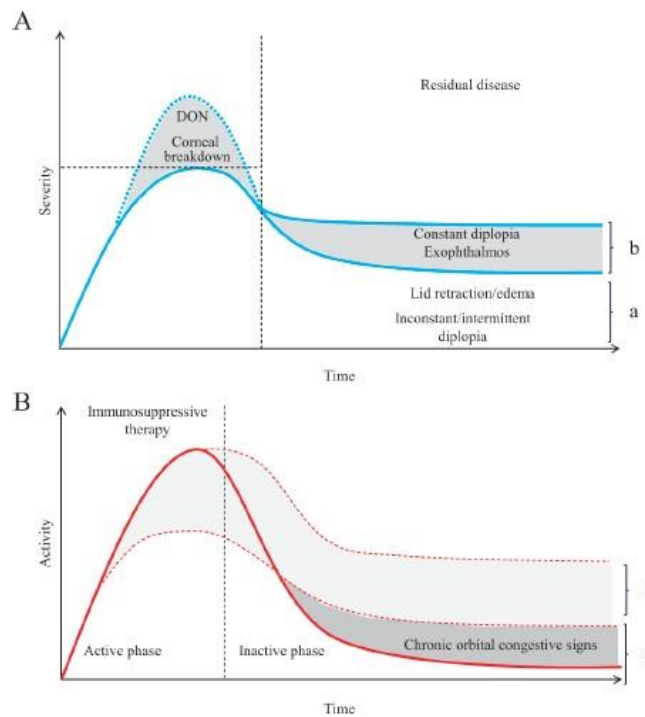 A
Residual disease
DON
Corneal
breakdown
Severity
Constant diplopia
Exophthalmos
b
Lid retraction/edema
a
Inconstant/intermittent
diplopia
Time
B
Immunosuppressive
therapy
Activity
Chronic orbital congestive signs
Active phase
Inactive phase
Time